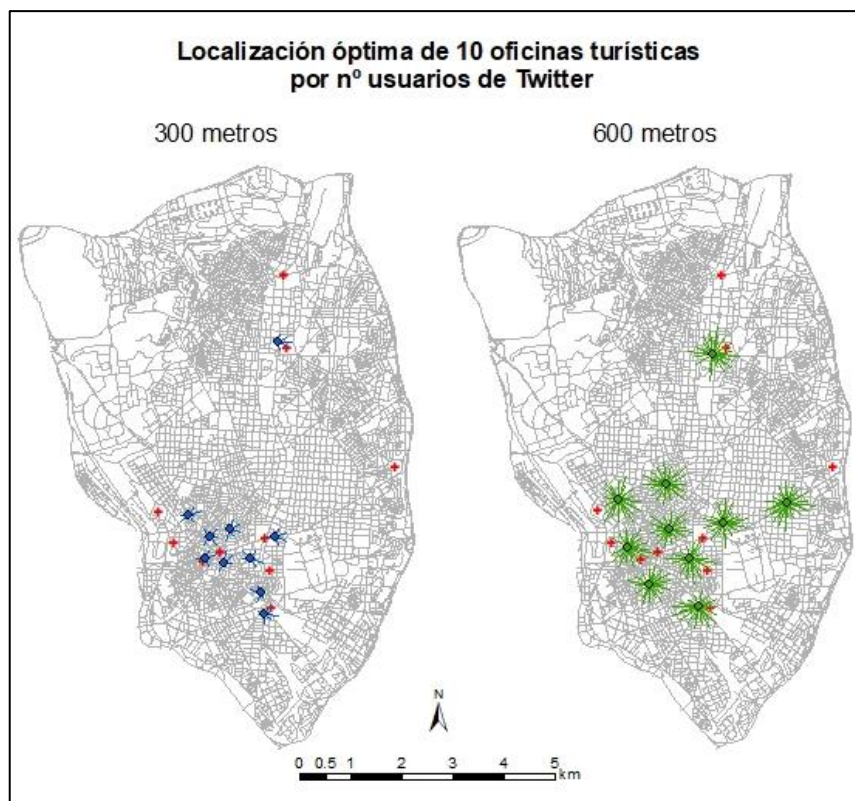 Localización óptima de 10 oficinas turísticas
por nº usuarios de Twitter
300 metros
600 metros
N
0 0.5 1 2 3 4 5
km